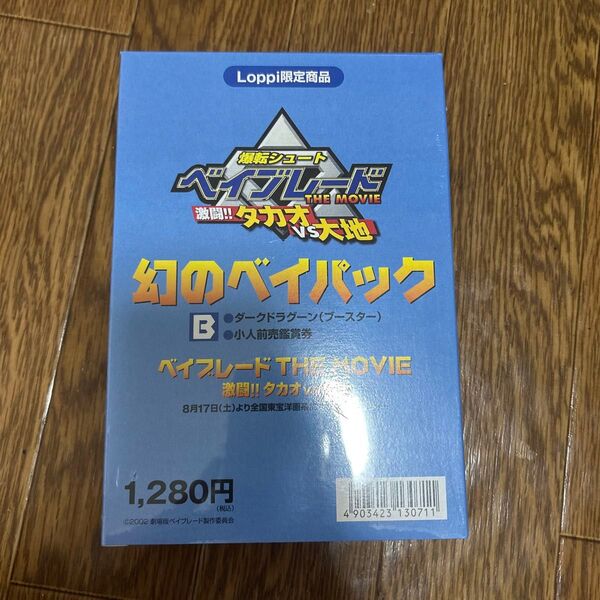 Loppi限定商品
爆転シュート
ベイブレード
THE MOVIE
激闘!! タカオVS大地
幻のベイパック
B
●ダークドラグーン(ブースター)
●小人前売鑑賞券
ベイブレード THE MOVIE
激闘!! タカオVS
8月17日(土)より全国東宝洋画系
1,280円
(税込)
4 903423 130711
©2002 劇場版ベイブレード製作委員会